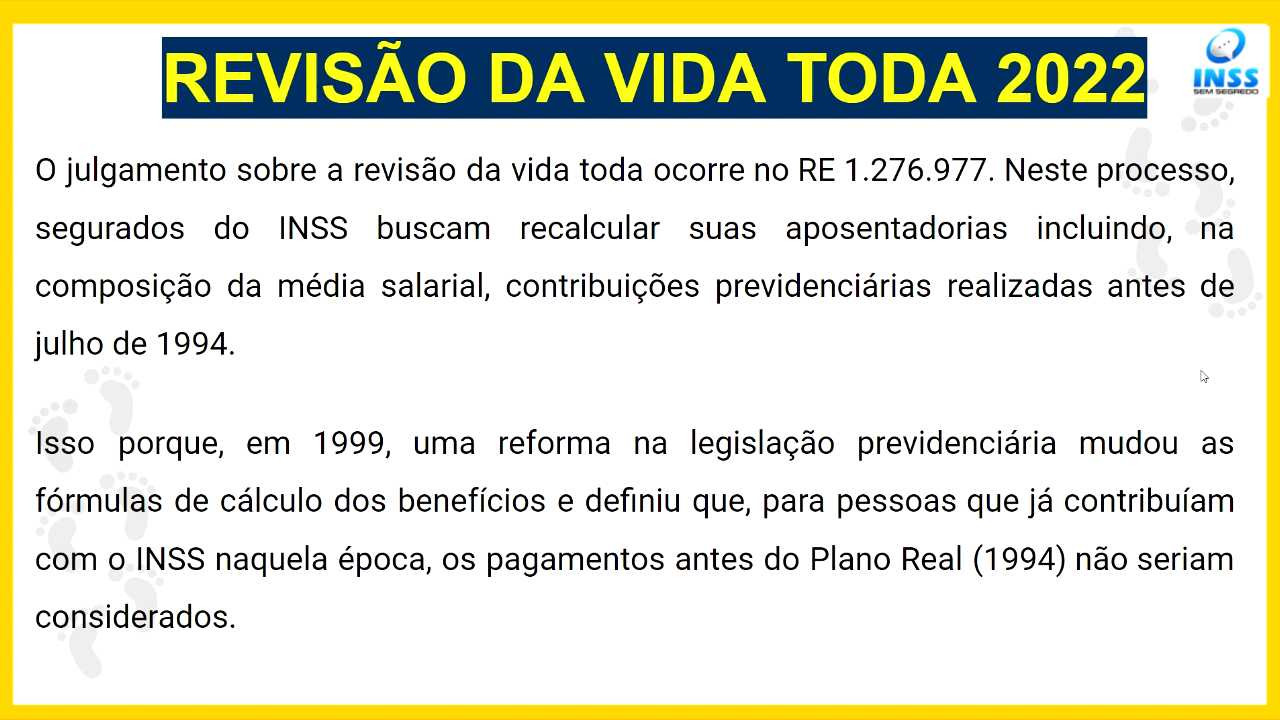 REVISÃO DA VIDA TODA 2022
INSS
SEM SEGREDO
O julgamento sobre a revisão da vida toda ocorre no RE 1.276.977. Neste processo,
segurados do INSS buscam recalcular suas aposentadorias incluindo, na
composição da média salarial, contribuições previdenciárias realizadas antes de
julho de 1994.
Isso porque, em 1999, uma reforma na legislação previdenciária mudou as
fórmulas de cálculo dos benefícios e definiu que, para pessoas que já contribuíam
com o INSS naquela época, os pagamentos antes do Plano Real (1994) não seriam
considerados.